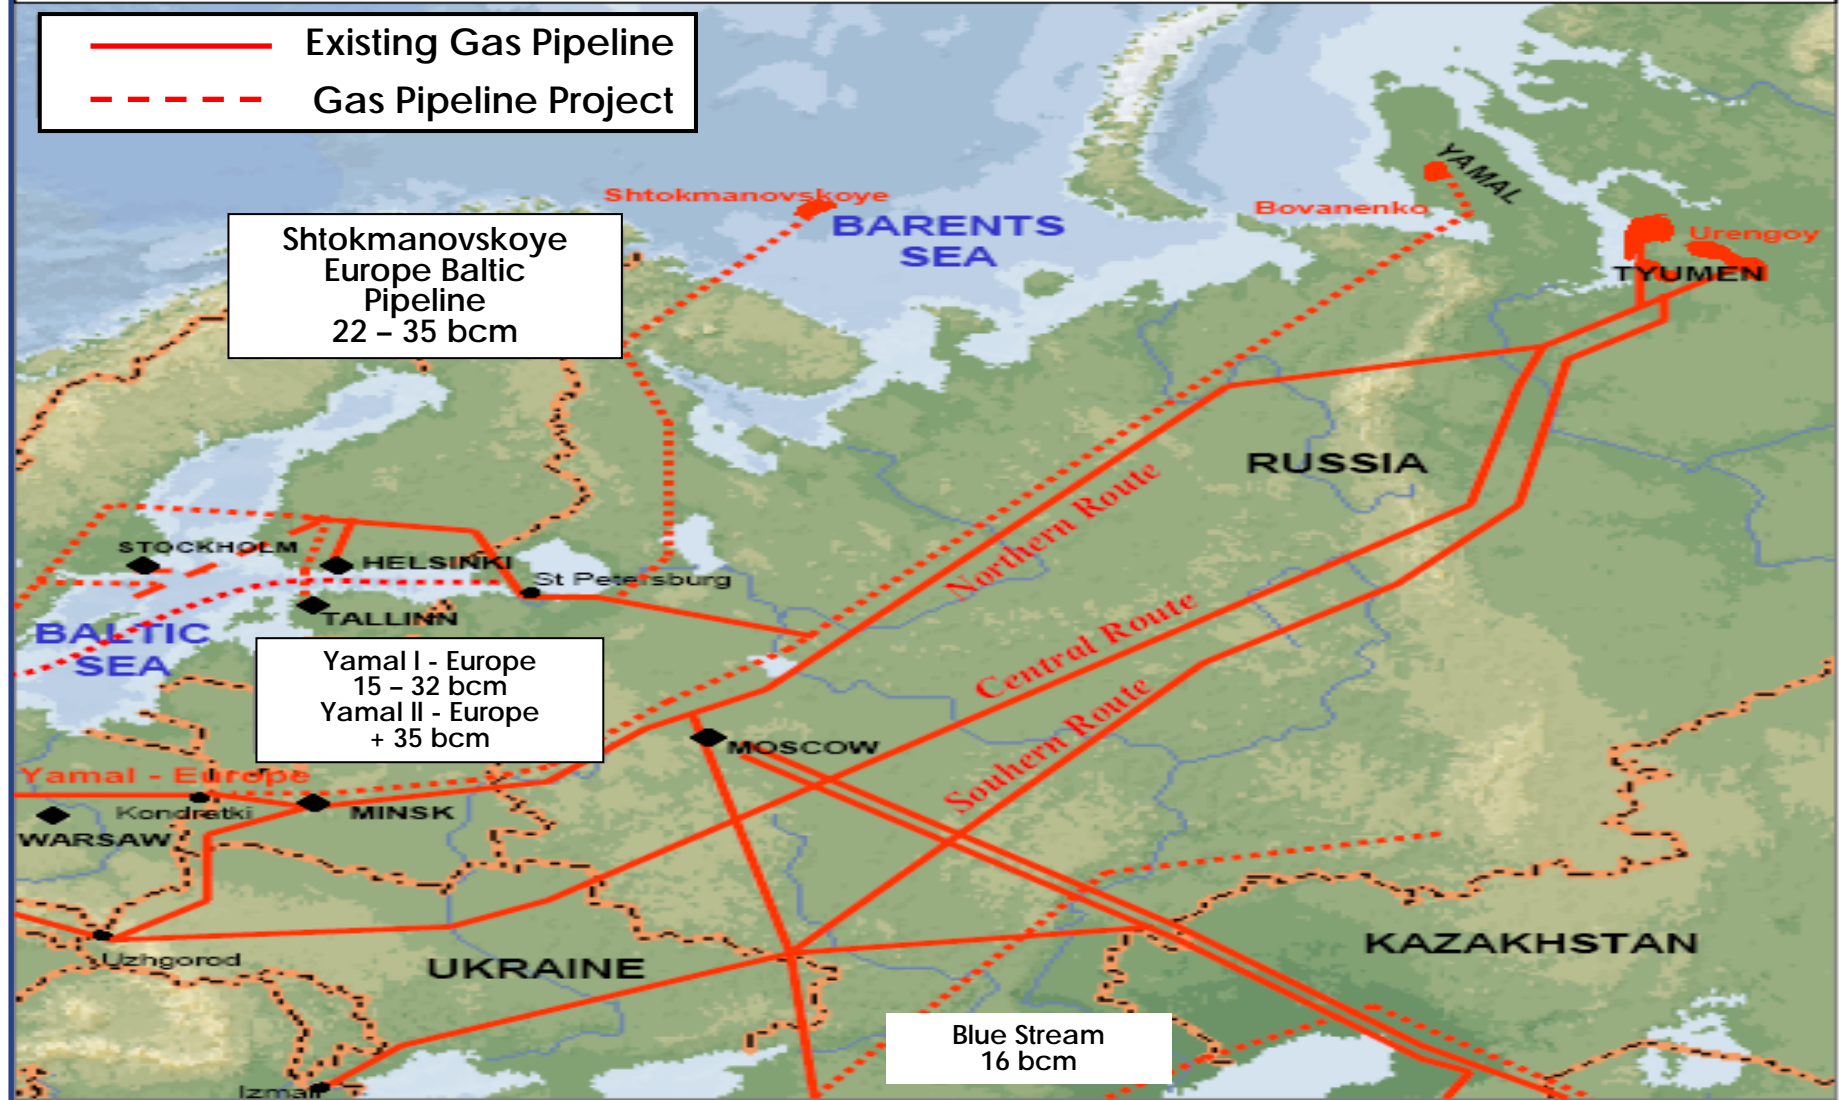 Existing Gas Pipeline
Gas Pipeline Project
YAMAL
Shtokmanovskoye
Bovanenko
BARENTS
SEA
Urengoy
TYUMEN
Shtokmanovskoye
Europe Baltic
Pipeline
22 – 35 bcm
RUSSIA
Northern Route
STOCKHOLM
HELSINKI
St Petersburg
TALLINN
BALTIC
SEA
Central Route
Yamal I - Europe
15 – 32 bcm
Yamal II - Europe
+ 35 bcm
Souhern Route
MOSCOW
Yamal - Europe
Kondratki
MINSK
WARSAW
Uzhgorod
UKRAINE
KAZAKHSTAN
Blue Stream
16 bcm
Izmail